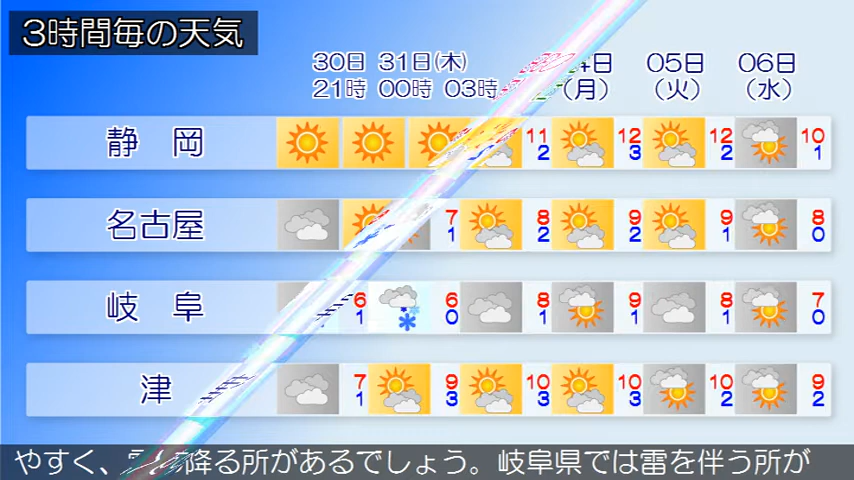 3時間毎の天気
30日 31日(木) 日 05日 06日
21時 00時 03時 (月) (火) (水)
静 岡 11 2 12 3 12 2 10 1
名古屋 7 1 8 2 9 2 9 1 8 0
岐 阜 6 1 6 0 8 1 9 1 8 1 7 0
津 7 1 9 3 10 3 10 3 10 2 9 2
やすく、 降る所があるでしょう。岐阜県では雷を伴う所が